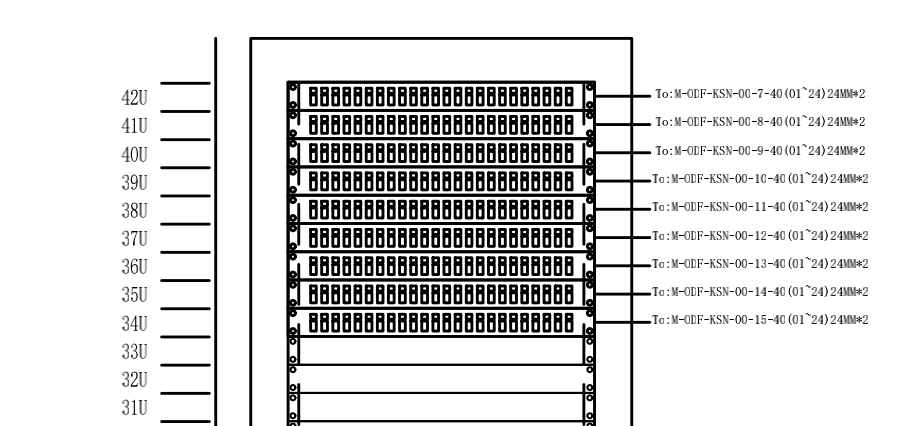 42U To:M-ODF-KSN-00-7-40(01~24)24MM*2
41U To:M-ODF-KSN-00-8-40(01~24)24MM*2
40U To:M-ODF-KSN-00-9-40(01~24)24MM*2
39U To:M-ODF-KSN-00-10-40(01~24)24MM*2
38U To:M-ODF-KSN-00-11-40(01~24)24MM*2
37U To:M-ODF-KSN-00-12-40(01~24)24MM*2
36U To:M-ODF-KSN-00-13-40(01~24)24MM*2
35U To:M-ODF-KSN-00-14-40(01~24)24MM*2
34U To:M-ODF-KSN-00-15-40(01~24)24MM*2
33U
32U
31U